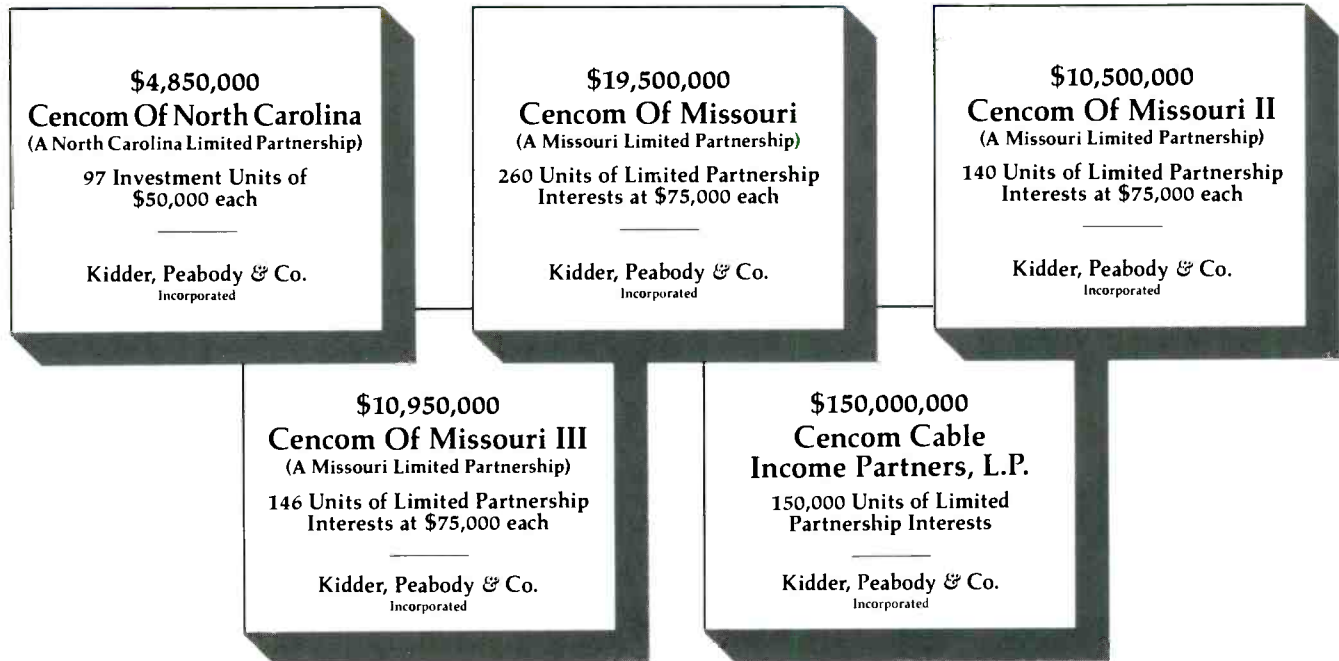 $4,850,000
Cencom Of North Carolina
(A North Carolina Limited Partnership)
97 Investment Units of
$50,000 each
Kidder, Peabody & Co.
Incorporated
$19,500,000
Cencom Of Missouri
(A Missouri Limited Partnership)
260 Units of Limited Partnership
Interests at $75,000 each
Kidder, Peabody & Co.
Incorporated
$10,500,000
Cencom Of Missouri II
(A Missouri Limited Partnership)
140 Units of Limited Partnership
Interests at $75,000 each
Kidder, Peabody & Co.
Incorporated
$10,950,000
Cencom Of Missouri III
(A Missouri Limited Partnership)
146 Units of Limited Partnership
Interests at $75,000 each
Kidder, Peabody & Co.
Incorporated
$150,000,000
Cencom Cable
Income Partners, L.P.
150,000 Units of Limited
Partnership Interests
Kidder, Peabody & Co.
Incorporated